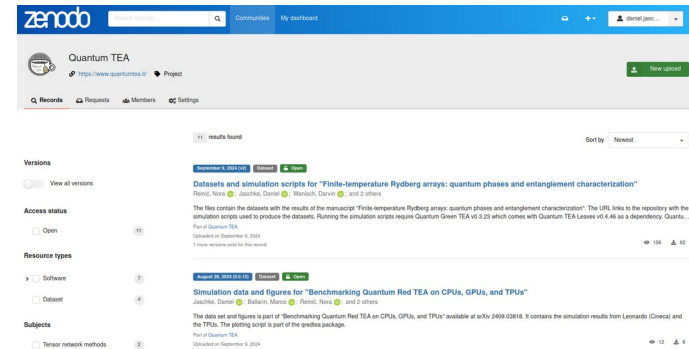 zenodo
Search records...
Communities
My dashboard
daniel.jasc...
Quantum TEA
https://www.quantumtea.it/ Project
New upload
Records Requests Members Settings
11 results found
Sort by Newest
Versions
View all versions
Access status
Open 11
Resource types
Software 7
Dataset 4
Subjects
Tensor network methods 2
September 9, 2024 (v2) Dataset Open
Datasets and simulation scripts for "Finite-temperature Rydberg arrays: quantum phases and entanglement characterization"
Reinić, Nora; Jaschke, Daniel; Wanisch, Darvin; and 2 others
The files contain the datasets with the results of the manuscript "Finite-temperature Rydberg arrays: quantum phases and entanglement characterization". The URL links to the repository with the
simulation scripts used to produce the datasets. Running the simulation scripts require Quantum Green TEA v0.3.23 which comes with Quantum TEA Leaves v0.4.46 as a dependency. Quantu...
Part of Quantum TEA
Uploaded on September 9, 2024
1 more versions exist for this record
156 62
August 28, 2024 (0.0.10) Dataset Open
Simulation data and figures for "Benchmarking Quantum Red TEA on CPUs, GPUs, and TPUs"
Jaschke, Daniel; Ballarin, Marco; Reinić, Nora; and 2 others
The data set and figures is part of "Benchmarking Quantum Red TEA on CPUs, GPUs, and TPUs" available at arXiv 2409.03818. It contains the simulation results from Leonardo (Cineca) and
the TPUs. The plotting script is part of the qredtea package.
Part of Quantum TEA
Uploaded on September 9, 2024
12 6